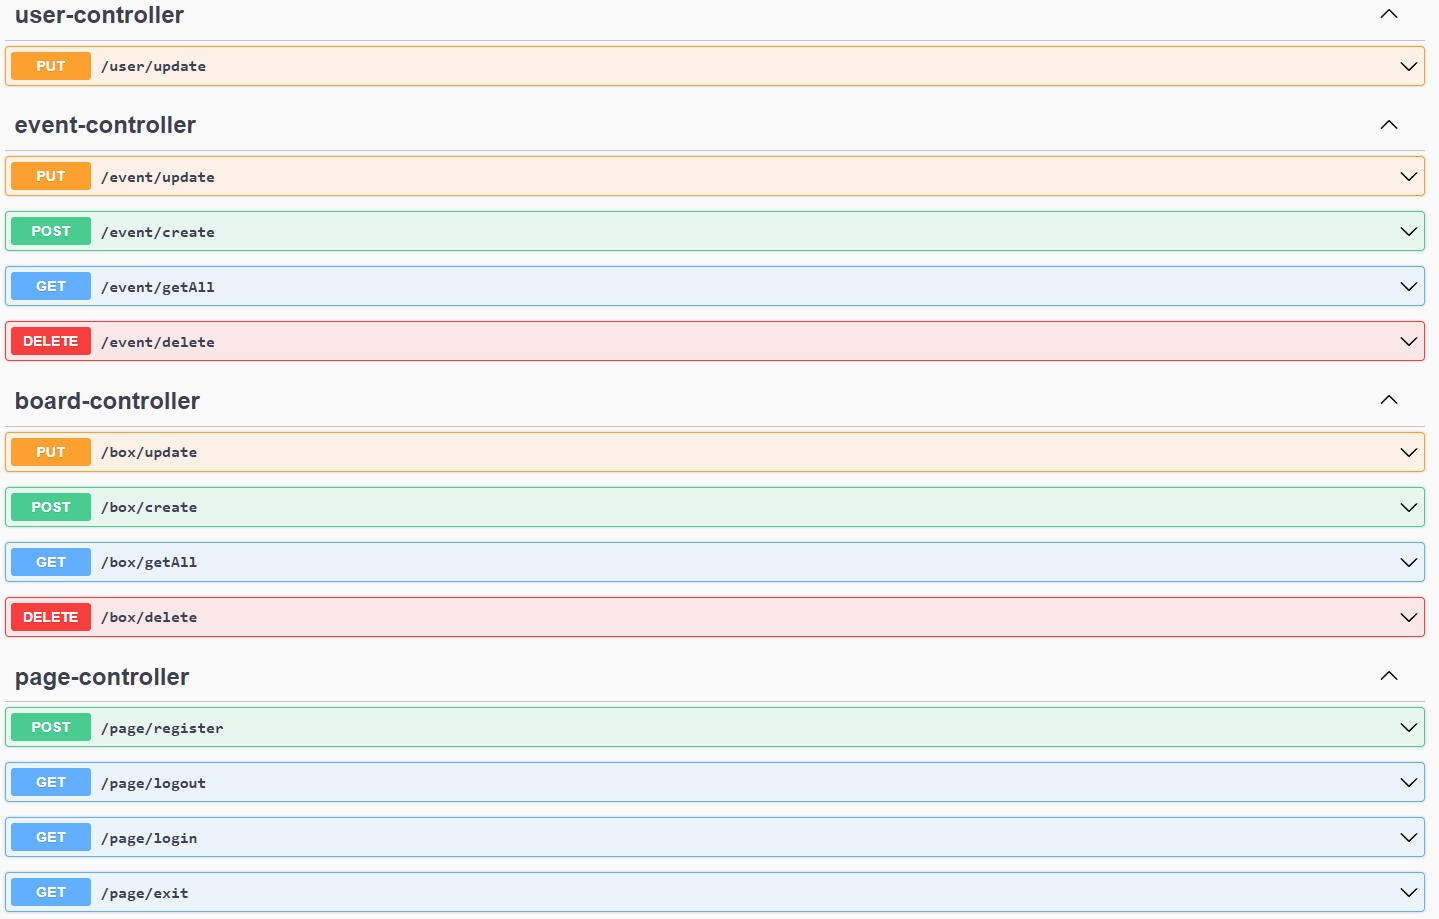 user-controller
PUT /user/update
event-controller
PUT /event/update
POST /event/create
GET /event/getAll
DELETE /event/delete
board-controller
PUT /box/update
POST /box/create
GET /box/getAll
DELETE /box/delete
page-controller
POST /page/register
GET /page/logout
GET /page/login
GET /page/exit